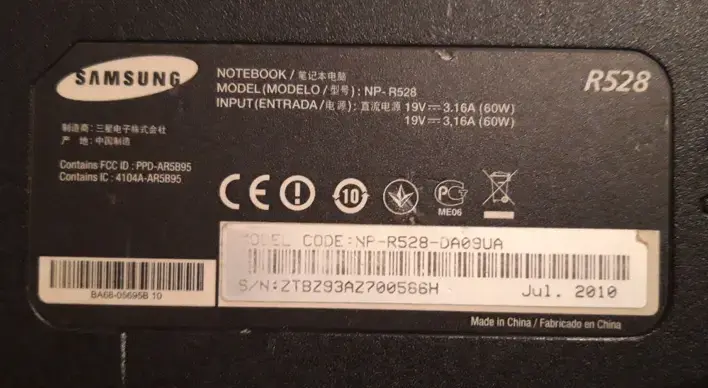 SAMSUNG
NOTEBOOK / 笔记本电脑
MODEL(MODELO / 型号) : NP- R528
INPUT(ENTRADA / 电源) : 直流电源 19V⎓3.16A (60W)
19V⎓3.16A (60W)
R528
制造商 : 三星电子株式会社
产 地 : 中国制造
Contains FCC ID : PPD-AR5B95
Contains IC : 4104A-AR5B95
CE
10
ME06
MODEL CODE:NP-R528-DA09UA
S/N:ZTBZ93AZ700566H
Jul. 2010
BA68-05695B 10
Made in China / Fabricado en China